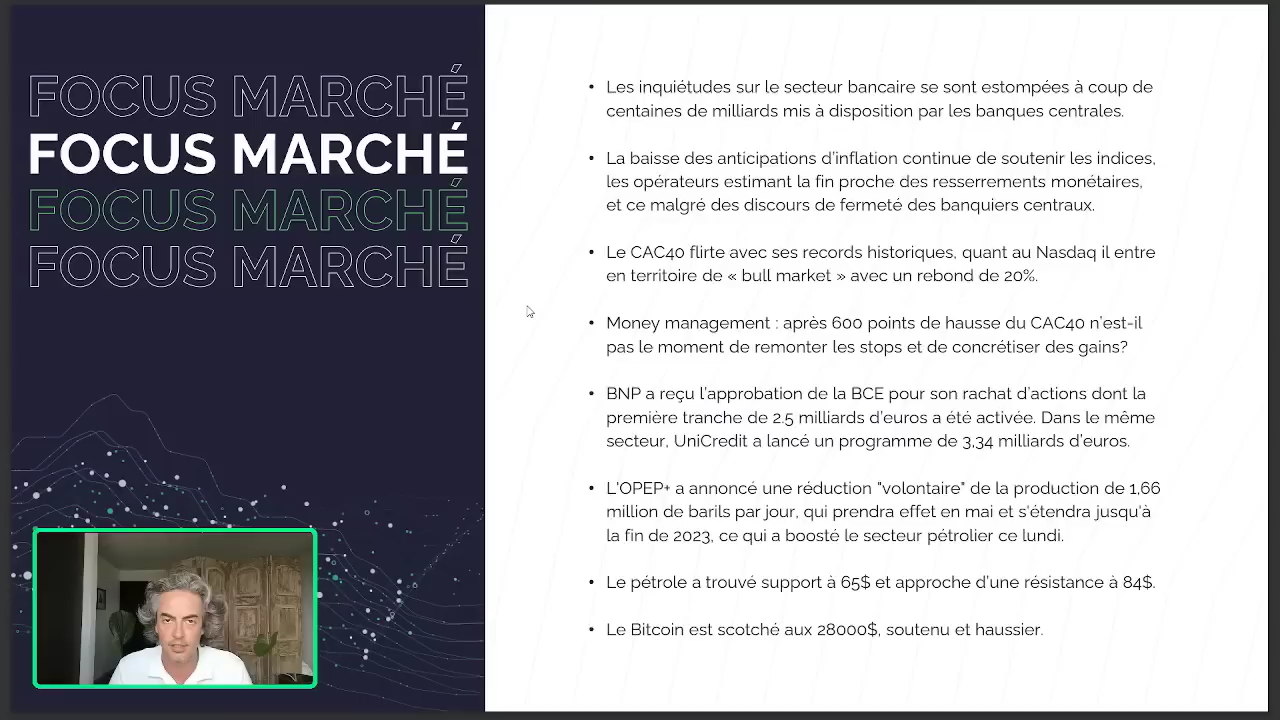 FOCUS MARCHÉ
FOCUS MARCHÉ
FOCUS MARCHÉ
FOCUS MARCHÉ
• Les inquiétudes sur le secteur bancaire se sont estompées à coup de
centaines de milliards mis à disposition par les banques centrales.
• La baisse des anticipations d'inflation continue de soutenir les indices,
les opérateurs estimant la fin proche des resserrements monétaires,
et ce malgré des discours de fermeté des banquiers centraux.
• Le CAC40 flirte avec ses records historiques, quant au Nasdaq il entre
en territoire de « bull market » avec un rebond de 20%.
• Money management : après 600 points de hausse du CAC40 n'est-il
pas le moment de remonter les stops et de concrétiser des gains?
• BNP a reçu l'approbation de la BCE pour son rachat d'actions dont la
première tranche de 2.5 milliards d'euros a été activée. Dans le même
secteur, UniCredit a lancé un programme de 3,34 milliards d'euros.
• L'OPEP+ a annoncé une réduction "volontaire" de la production de 1,66
million de barils par jour, qui prendra effet en mai et s'étendra jusqu'à
la fin de 2023, ce qui a boosté le secteur pétrolier ce lundi.
• Le pétrole a trouvé support à 65$ et approche d'une résistance à 84$.
• Le Bitcoin est scotché aux 28000$, soutenu et haussier.